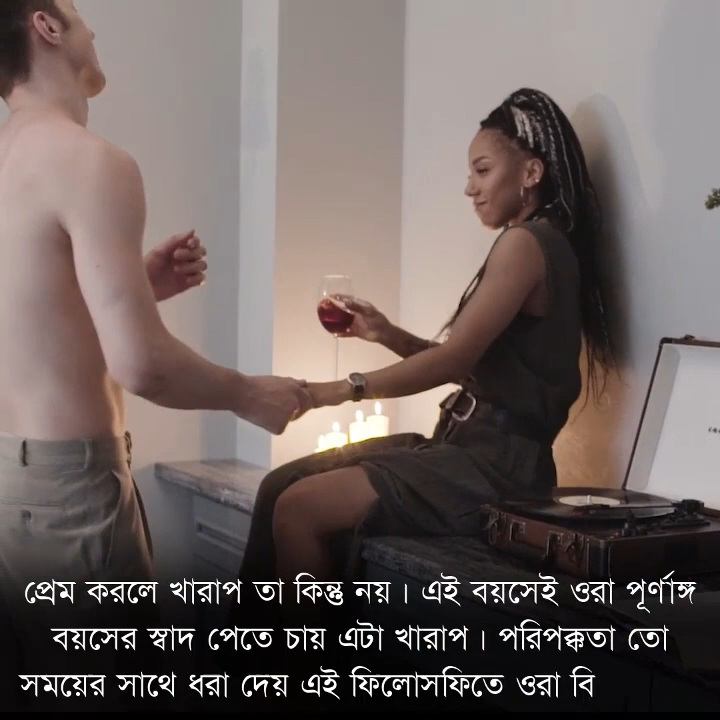 প্রেম করলে খারাপ তা কিন্তু নয়। এই বয়সেই ওরা পূর্ণাঙ্গ
বয়সের স্বাদ পেতে চায় এটা খারাপ। পরিপক্কতা তো
সময়ের সাথে ধরা দেয় এই ফিলোসফিতে ওরা বি